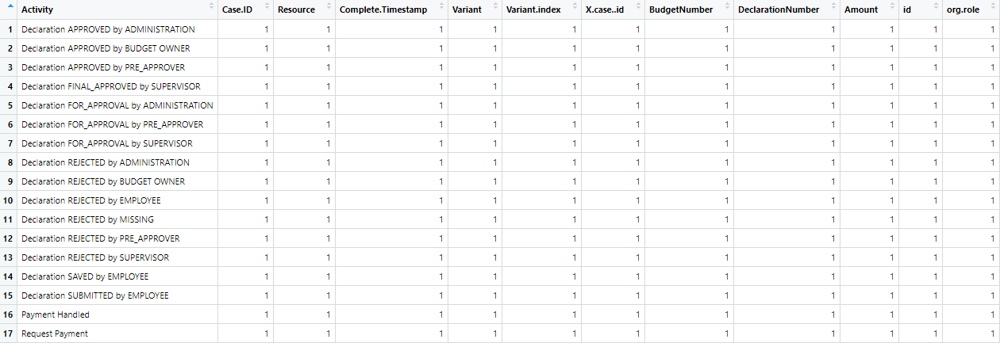 Activity Case.ID Resource Complete.Timestamp Variant Variant.index X.case..id BudgetNumber DeclarationNumber Amount id org.role
1 Declaration APPROVED by ADMINISTRATION 1 1 1 1 1 1 1 1 1 1 1
2 Declaration APPROVED by BUDGET OWNER 1 1 1 1 1 1 1 1 1 1 1
3 Declaration APPROVED by PRE_APPROVER 1 1 1 1 1 1 1 1 1 1 1
4 Declaration FINAL_APPROVED by SUPERVISOR 1 1 1 1 1 1 1 1 1 1 1
5 Declaration FOR_APPROVAL by ADMINISTRATION 1 1 1 1 1 1 1 1 1 1 1
6 Declaration FOR_APPROVAL by PRE_APPROVER 1 1 1 1 1 1 1 1 1 1 1
7 Declaration FOR_APPROVAL by SUPERVISOR 1 1 1 1 1 1 1 1 1 1 1
8 Declaration REJECTED by ADMINISTRATION 1 1 1 1 1 1 1 1 1 1 1
9 Declaration REJECTED by BUDGET OWNER 1 1 1 1 1 1 1 1 1 1 1
10 Declaration REJECTED by EMPLOYEE 1 1 1 1 1 1 1 1 1 1 1
11 Declaration REJECTED by MISSING 1 1 1 1 1 1 1 1 1 1 1
12 Declaration REJECTED by PRE_APPROVER 1 1 1 1 1 1 1 1 1 1 1
13 Declaration REJECTED by SUPERVISOR 1 1 1 1 1 1 1 1 1 1 1
14 Declaration SAVED by EMPLOYEE 1 1 1 1 1 1 1 1 1 1 1
15 Declaration SUBMITTED by EMPLOYEE 1 1 1 1 1 1 1 1 1 1 1
16 Payment Handled 1 1 1 1 1 1 1 1 1 1 1
17 Request Payment 1 1 1 1 1 1 1 1 1 1 1